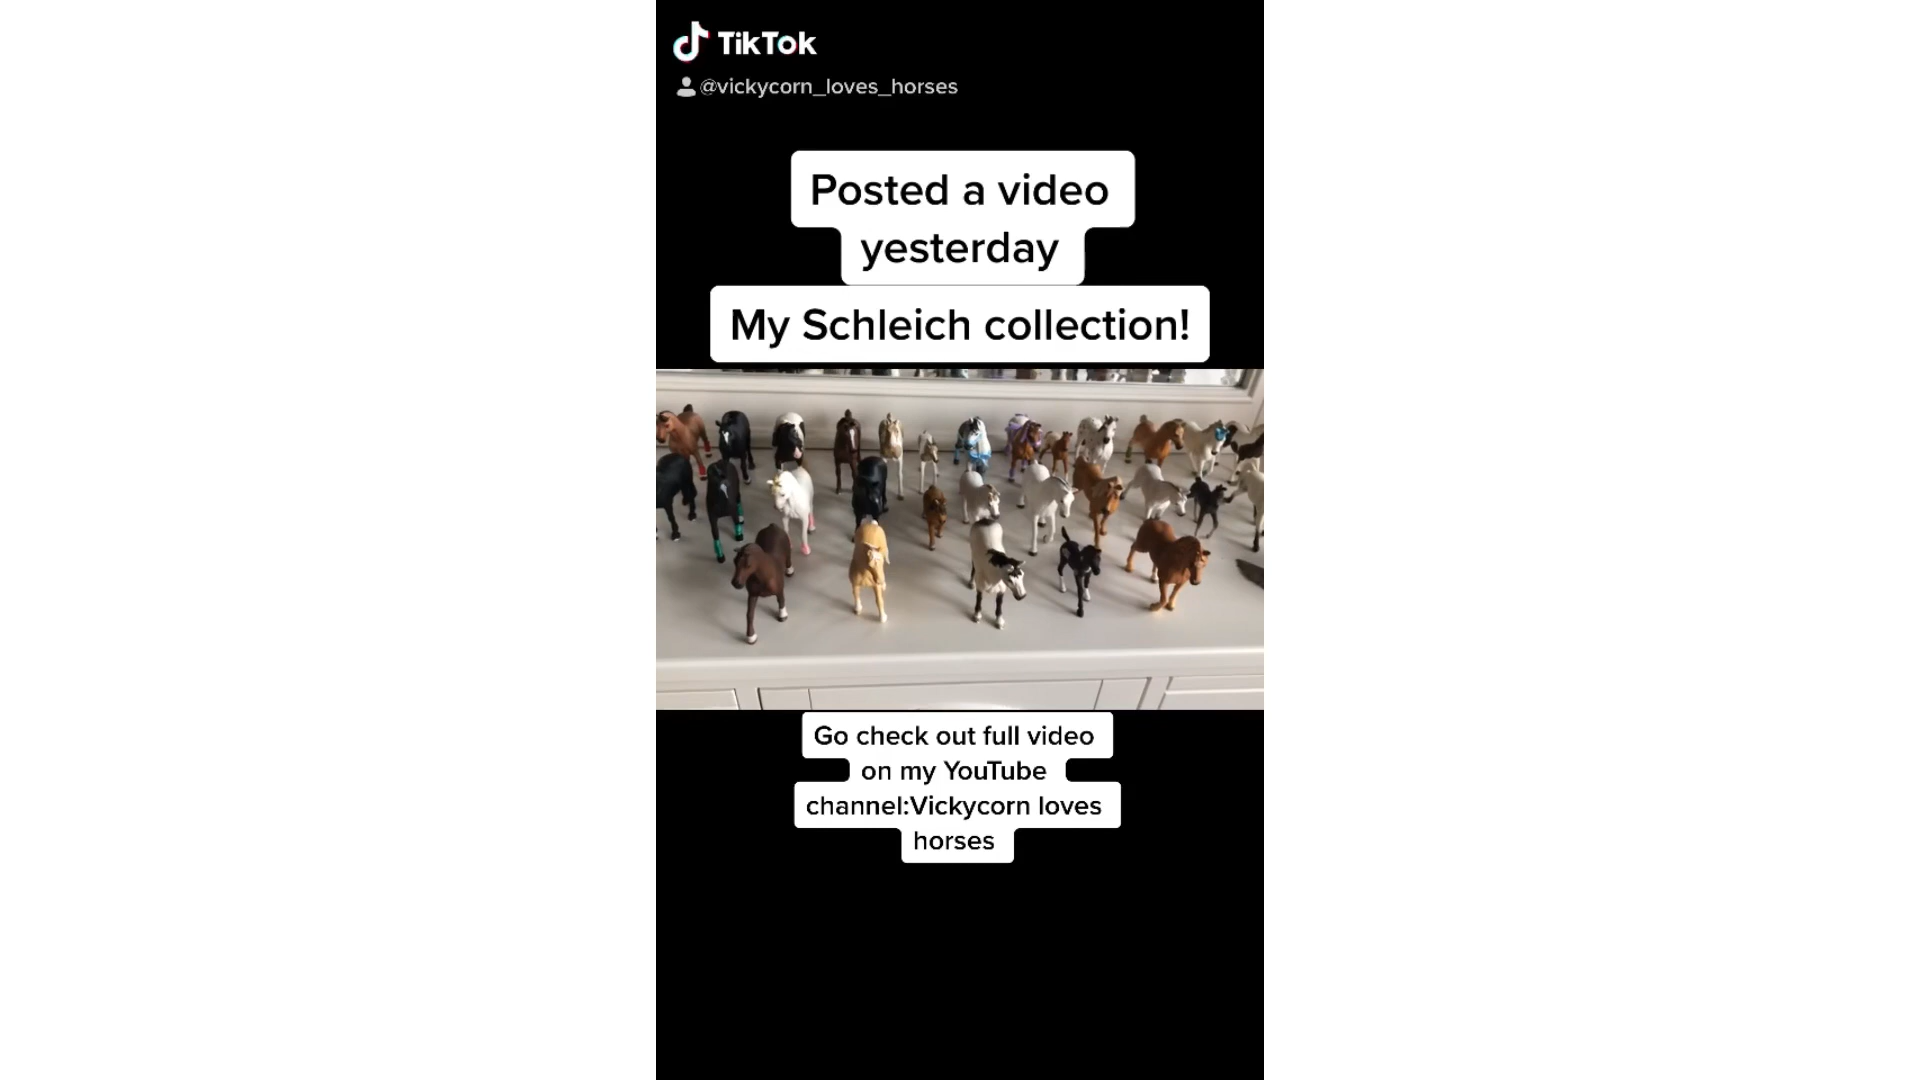 TikTok
@vickycorn_loves_horses
Posted a video
yesterday
My Schleich collection!
Go check out full video
on my YouTube
channel:Vickycorn loves
horses